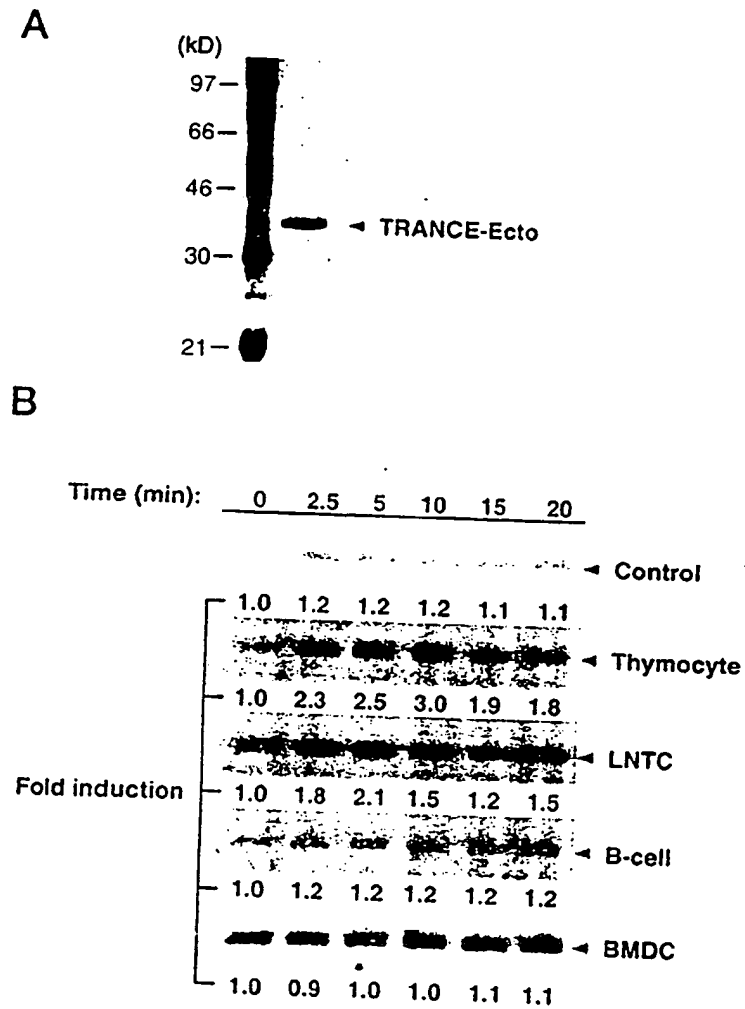 A
(kD)
97
66
46
TRANCE-Ecto
30
21
B
Time (min): 0 2.5 5 10 15 20
Control
1.0 1.2 1.2 1.2 1.1 1.1
Thymocyte
1.0 2.3 2.5 3.0 1.9 1.8
LNTC
Fold induction
1.0 1.8 2.1 1.5 1.2 1.5
B-cell
1.0 1.2 1.2 1.2 1.2 1.2
BMDC
1.0 0.9 1.0 1.0 1.1 1.1